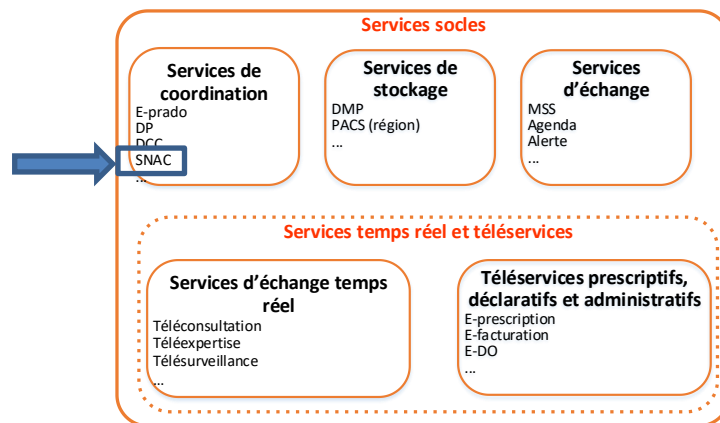 Services socles
Services de
coordination
E-prado
DP
DCC
SNAC
...
Services de
stockage
DMP
PACS (région)
...
Services
d’échange
MSS
Agenda
Alerte
...
Services temps réel et téléservices
Services d’échange temps
réel
Téléconsultation
Téléexpertise
Télésurveillance
...
Téléservices prescriptifs,
déclaratifs et administratifs
E-prescription
E-facturation
E-DO
...